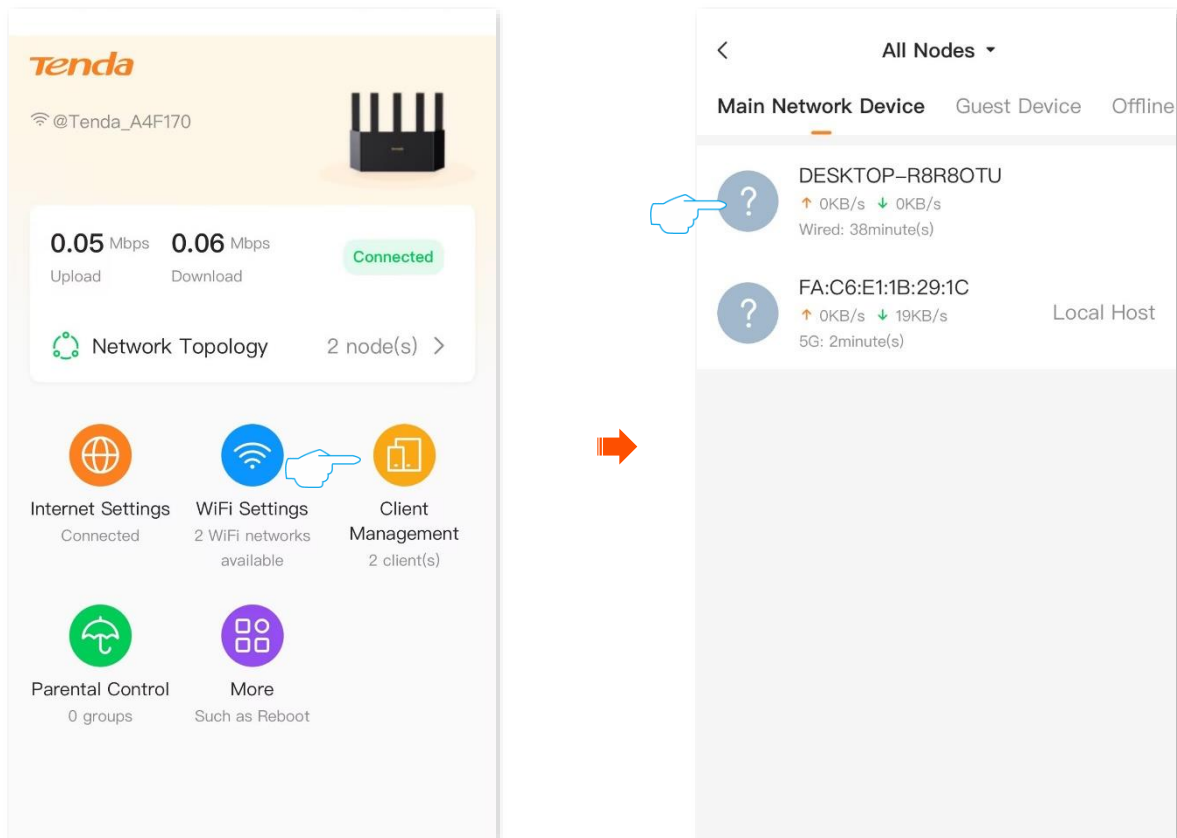 Tenda
@Tenda_A4F170
0.05 Mbps 0.06 Mbps
Upload Download
Connected
Network Topology 2 node(s)
Internet Settings
Connected
WiFi Settings
2 WiFi networks
available
Client
Management
2 client(s)
Parental Control
0 groups
More
Such as Reboot
All Nodes
Main Network Device Guest Device Offline
DESKTOP-R8R8OTU
0KB/s 0KB/s
Wired: 38minute(s)
FA:C6:E1:1B:29:1C
0KB/s 19KB/s
5G: 2minute(s)
Local Host